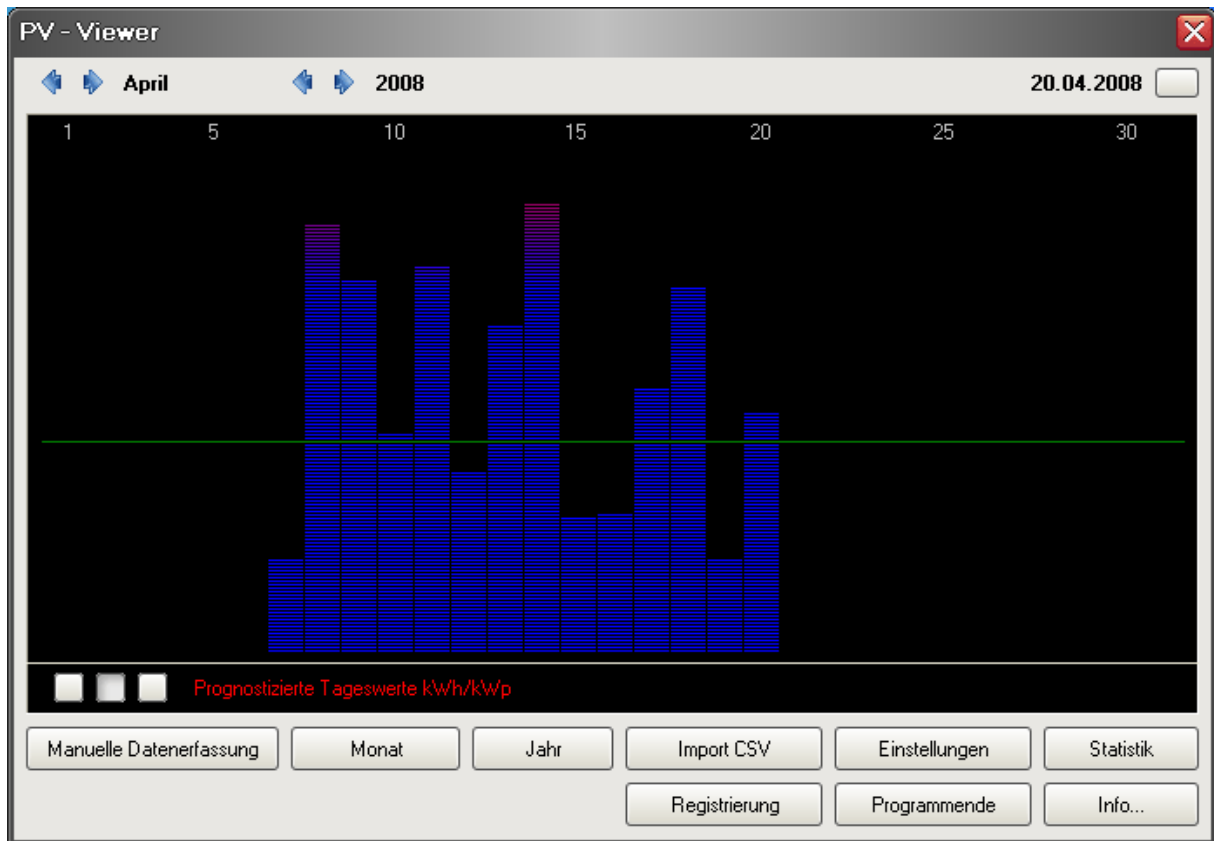 PV - Viewer
April 2008 20.04.2008
1 5 10 15 20 25 30
Prognostizierte Tageswerte kWh/kWp
Manuelle Datenerfassung Monat Jahr Import CSV Einstellungen Statistik
Registrierung Programmende Info...